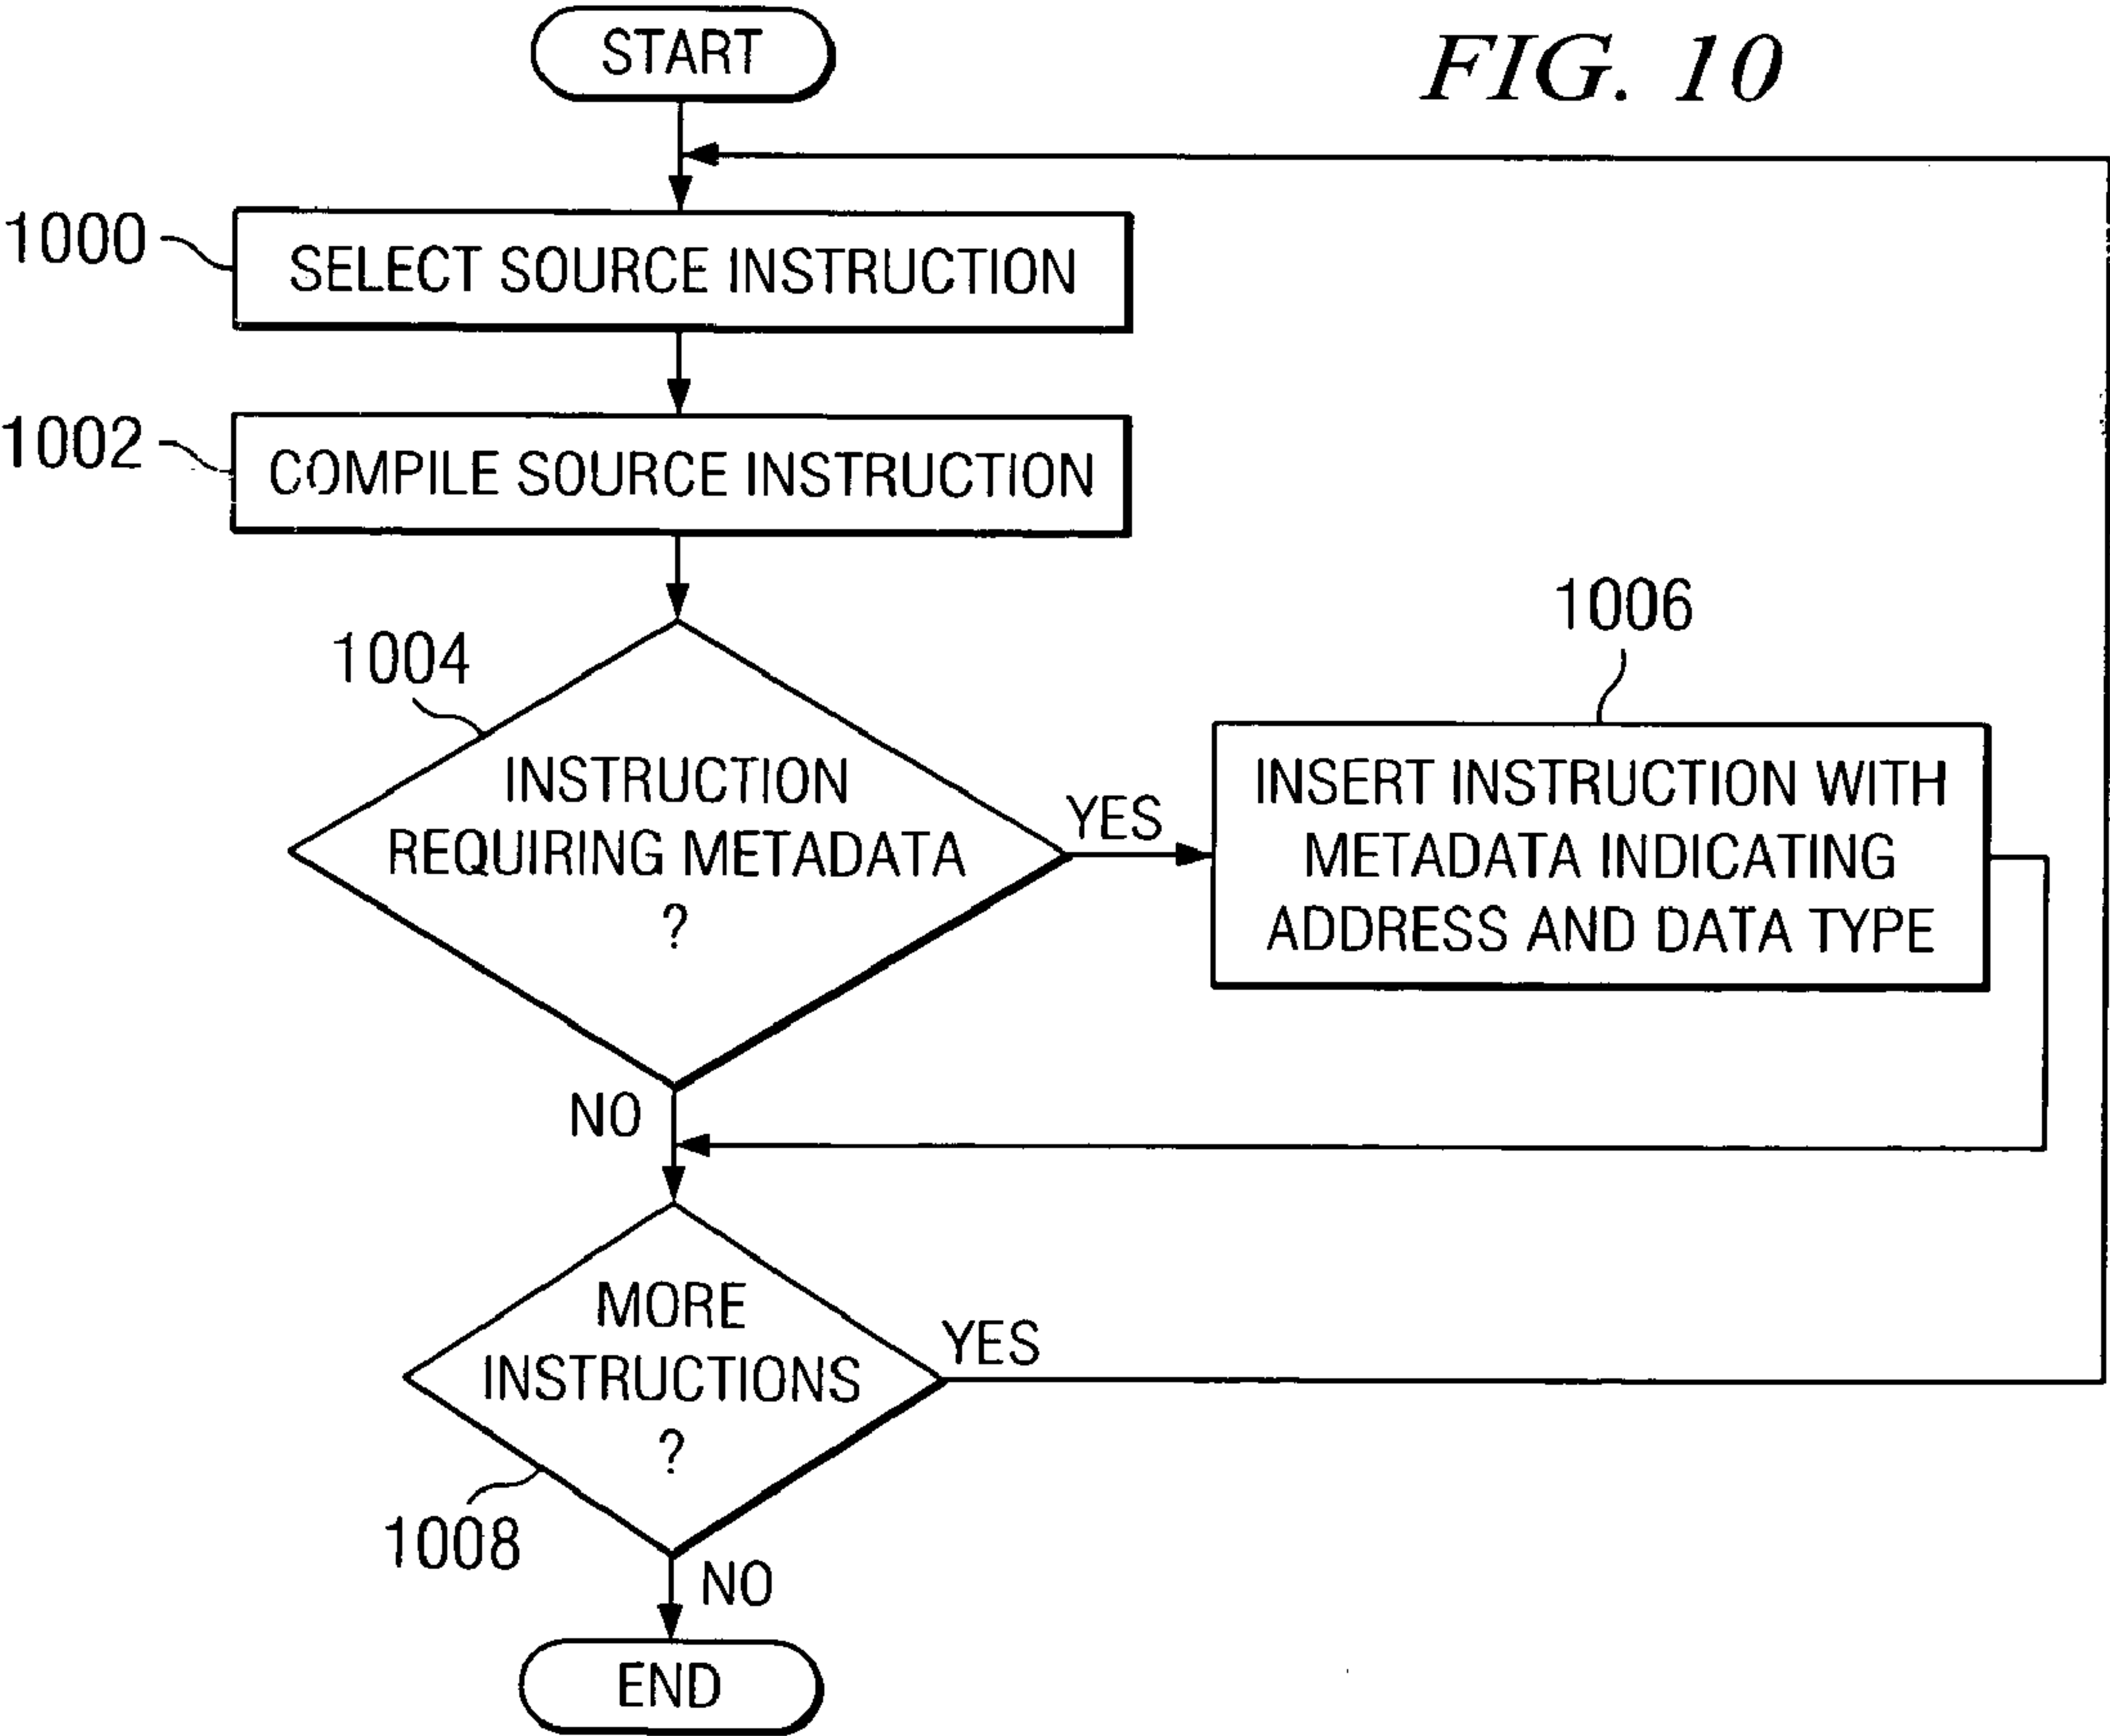 START
FIG. 10
1000
SELECT SOURCE INSTRUCTION
1002
COMPILE SOURCE INSTRUCTION
1004
INSTRUCTION
REQUIRING METADATA
?
YES
1006
INSERT INSTRUCTION WITH
METADATA INDICATING
ADDRESS AND DATA TYPE
NO
MORE
INSTRUCTIONS
?
YES
1008
NO
END